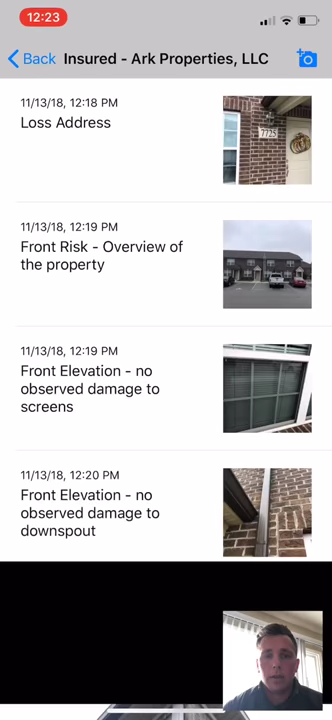 12:23
Back
Insured - Ark Properties, LLC
11/13/18, 12:18 PM
Loss Address
7725
11/13/18, 12:19 PM
Front Risk - Overview of
the property
11/13/18, 12:19 PM
Front Elevation - no
observed damage to
screens
11/13/18, 12:20 PM
Front Elevation - no
observed damage to
downspout